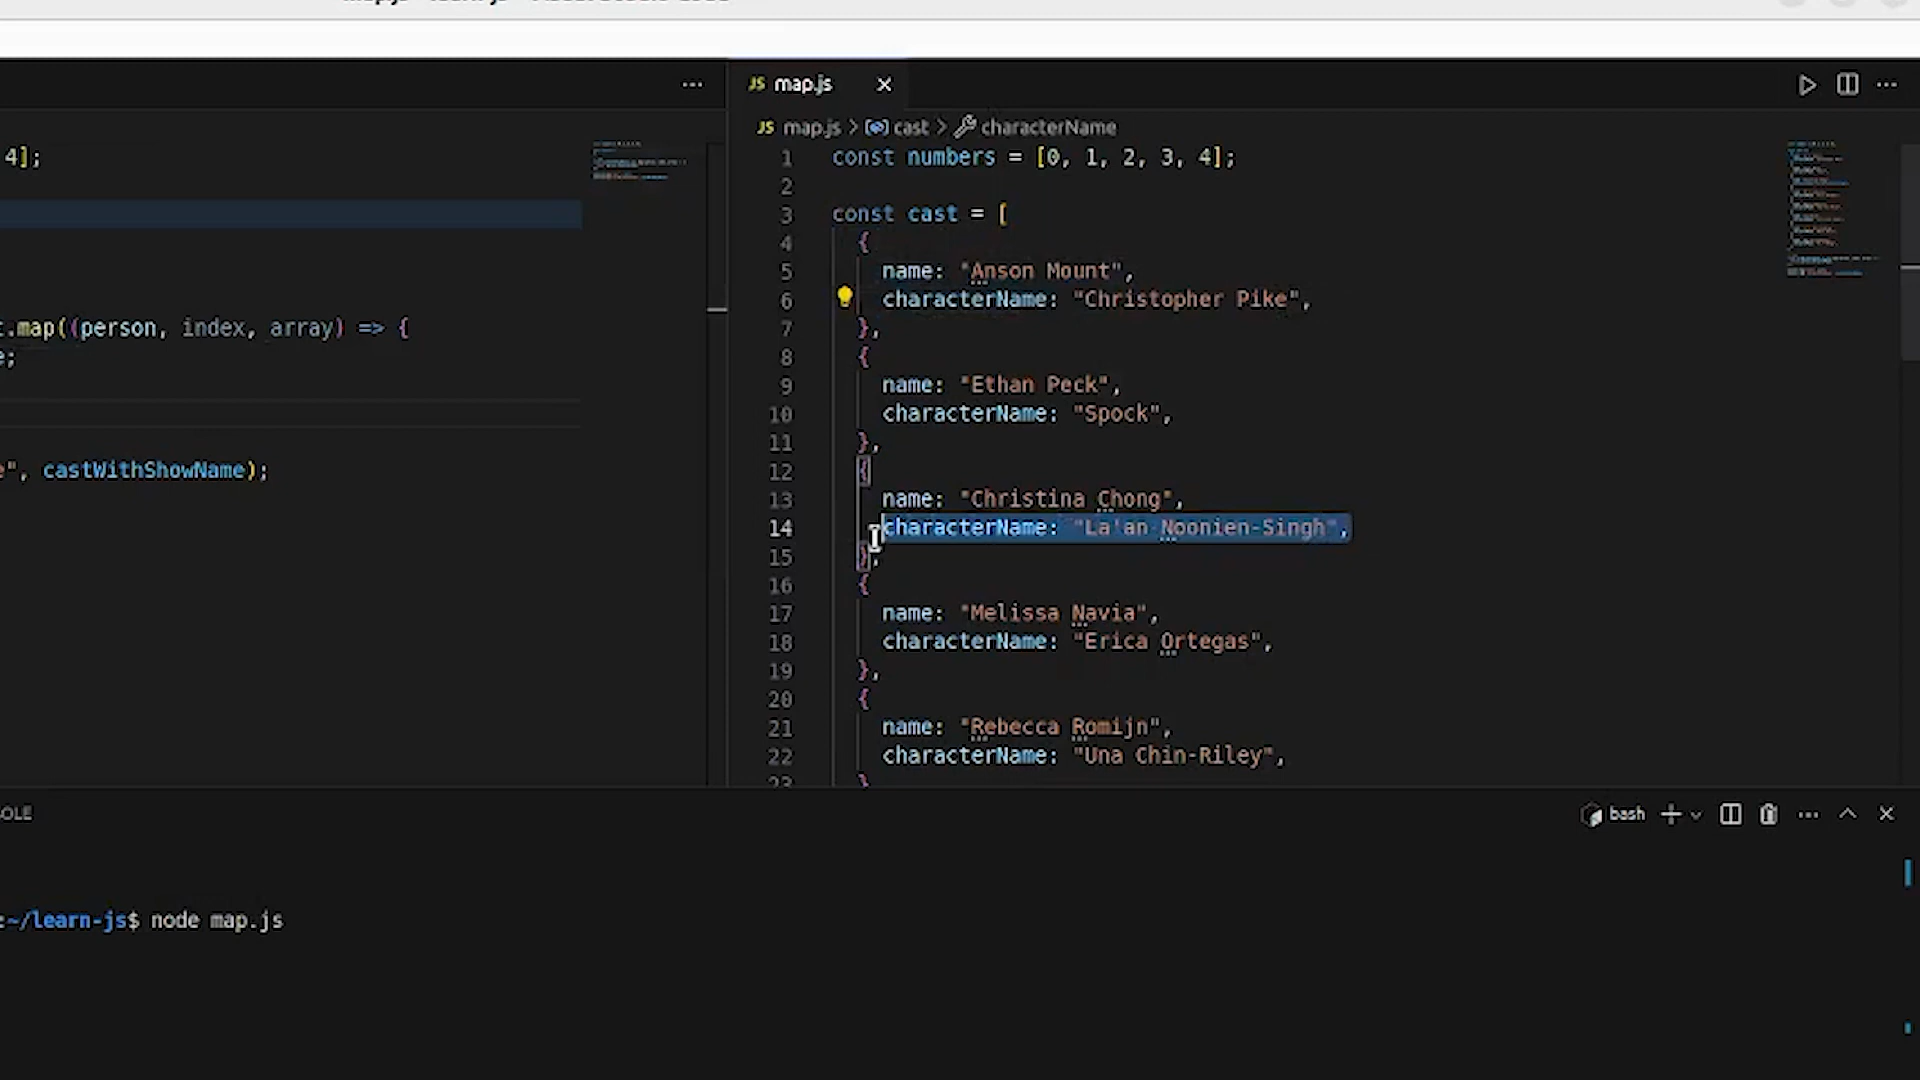 4];
.map((person, index, array) => {
e;
", castWithShowName);
JS map.js
JS map.js > cast > characterName
1 const numbers = [0, 1, 2, 3, 4];
2
3 const cast = [
4 {
5 name: "Anson Mount",
6 characterName: "Christopher Pike",
7 },
8 {
9 name: "Ethan Peck",
10 characterName: "Spock",
11 },
12 {
13 name: "Christina Chong",
14 characterName: "La'an Noonien-Singh",
15 },
16 {
17 name: "Melissa Navia",
18 characterName: "Erica Ortegas",
19 },
20 {
21 name: "Rebecca Romijn",
22 characterName: "Una Chin-Riley",
23 }
OLE
bash
:~/learn-js$ node map.js